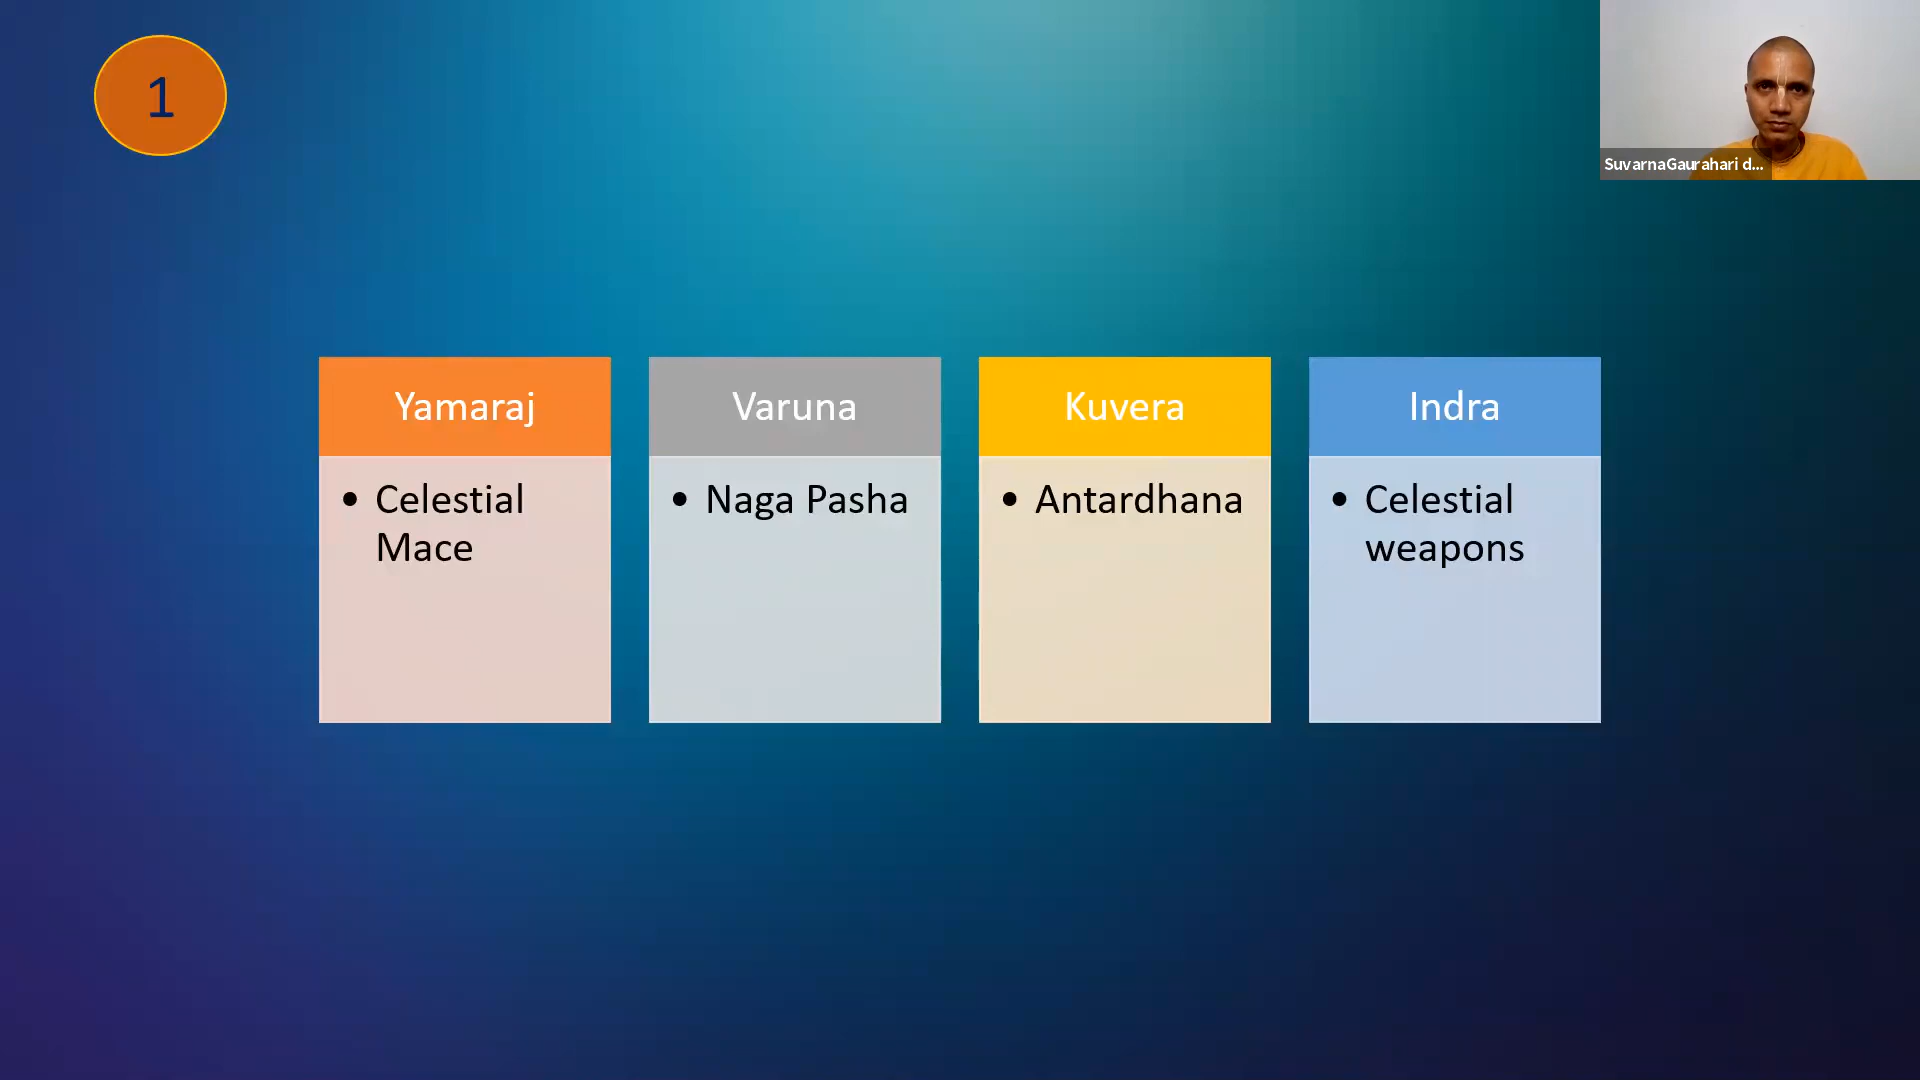 1
SuvarnaGaurahari d...
Yamaraj
• Celestial
Mace
Varuna
• Naga Pasha
Kuvera
• Antardhana
Indra
• Celestial
weapons